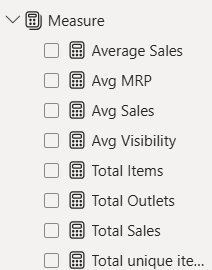 Measure
Average Sales
Avg MRP
Avg Sales
Avg Visibility
Total Items
Total Outlets
Total Sales
Total unique ite...